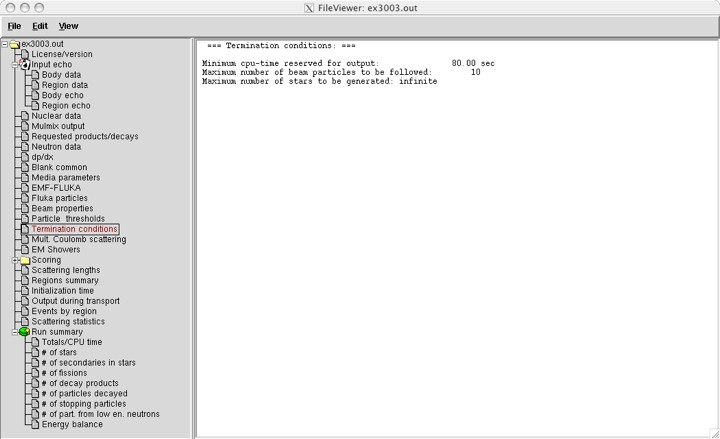 FileViewer: ex3003.out
File Edit View
ex3003.out
License/version
Input echo
Body data
Region data
Body echo
Region echo
Nuclear data
Mulmix output
Requested products/decays
Neutron data
dp/dx
Blank common
Media parameters
EMF-FLUKA
Fluka particles
Beam properties
Particle thresholds
Termination conditions
Mult. Coulomb scattering
EM Showers
Scoring
Scattering lengths
Regions summary
Initialization time
Output during transport
Events by region
Scattering statistics
Run summary
Totals/CPU time
# of stars
# of secondaries in stars
# of fissions
# of decay products
# of particles decayed
# of stopping particles
# of part. from low en. neutrons
Energy balance
=== Termination conditions: ===
Minimum cpu-time reserved for output: 80.00 sec
Maximum number of beam particles to be followed: 10
Maximum number of stars to be generated: infinite